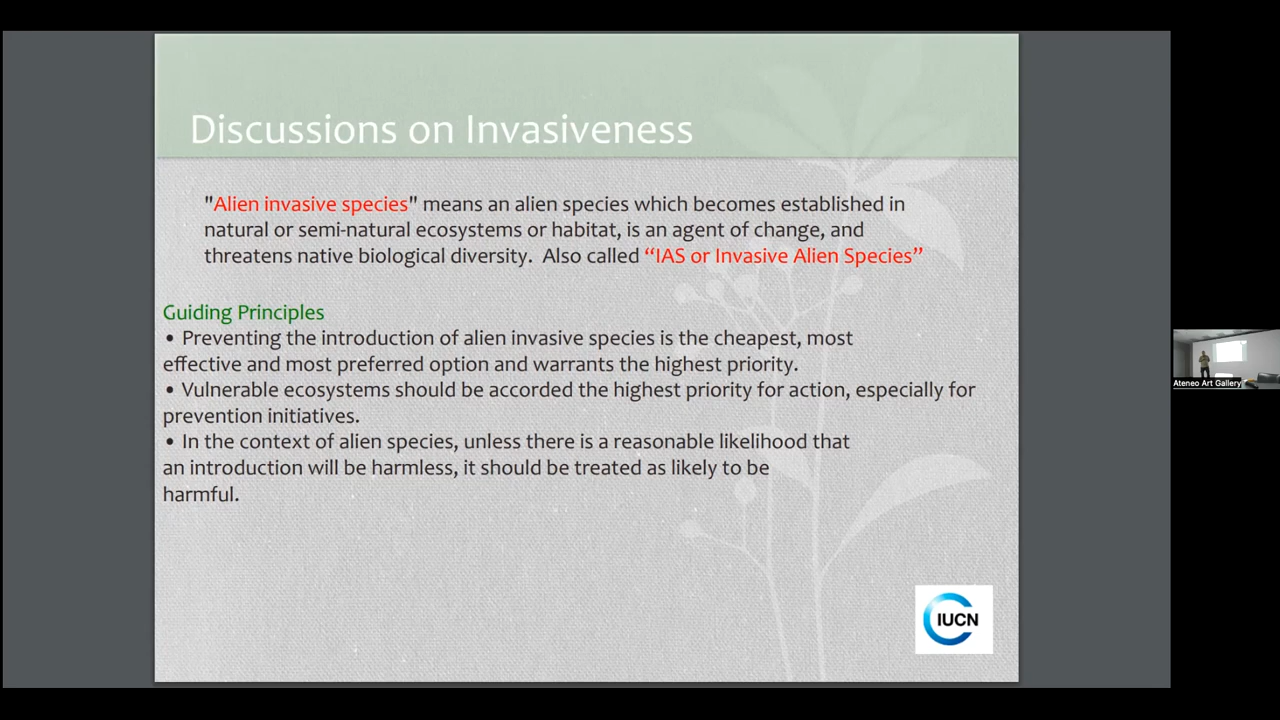 Discussions on Invasiveness
"Alien invasive species" means an alien species which becomes established in
natural or semi-natural ecosystems or habitat, is an agent of change, and
threatens native biological diversity.  Also called “IAS or Invasive Alien Species”
Guiding Principles
• Preventing the introduction of alien invasive species is the cheapest, most
effective and most preferred option and warrants the highest priority.
• Vulnerable ecosystems should be accorded the highest priority for action, especially for
prevention initiatives.
• In the context of alien species, unless there is a reasonable likelihood that
an introduction will be harmless, it should be treated as likely to be
harmful.
IUCN
Ateneo Art Gallery